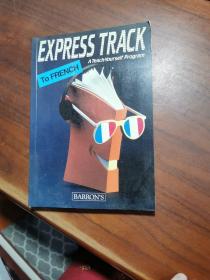 EXPRESS TRACK
A Teach Yourself Program
To FRENCH
BARRON'S